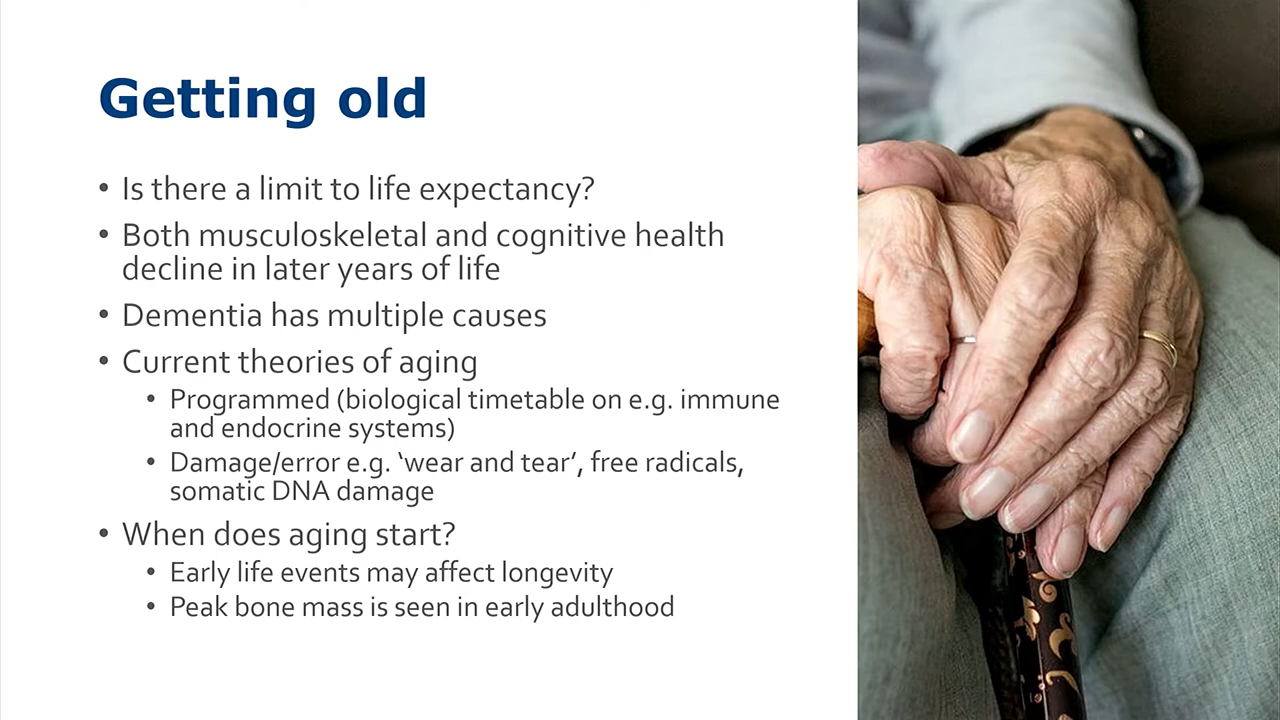 Getting old
• Is there a limit to life expectancy?
• Both musculoskeletal and cognitive health
decline in later years of life
• Dementia has multiple causes
• Current theories of aging
• Programmed (biological timetable on e.g. immune
and endocrine systems)
• Damage/error e.g. ‘wear and tear’, free radicals,
somatic DNA damage
• When does aging start?
• Early life events may affect longevity
• Peak bone mass is seen in early adulthood